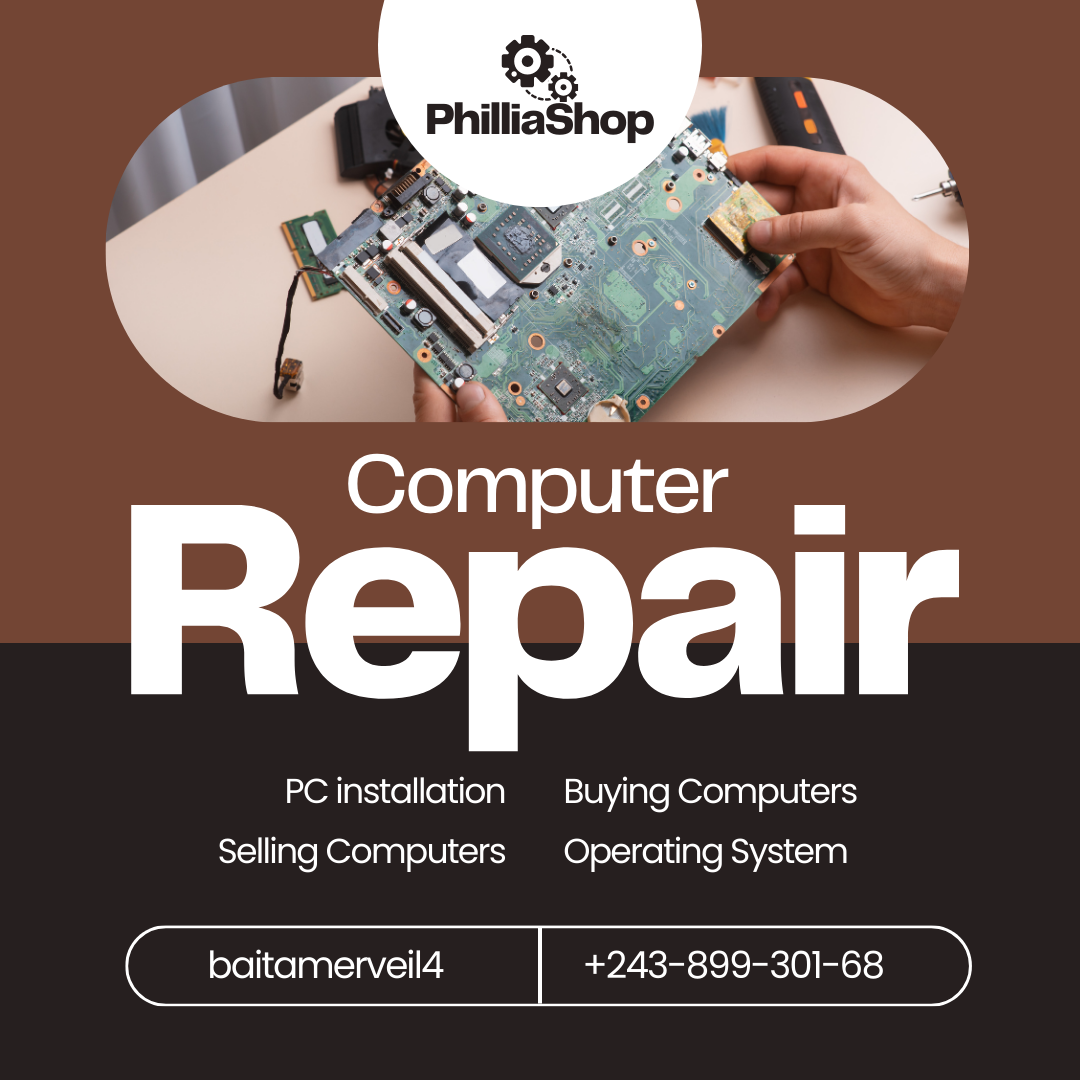 PhilliaShop
Computer
Repair
PC installation
Buying Computers
Selling Computers
Operating System
baitamerveil4
+243-899-301-68